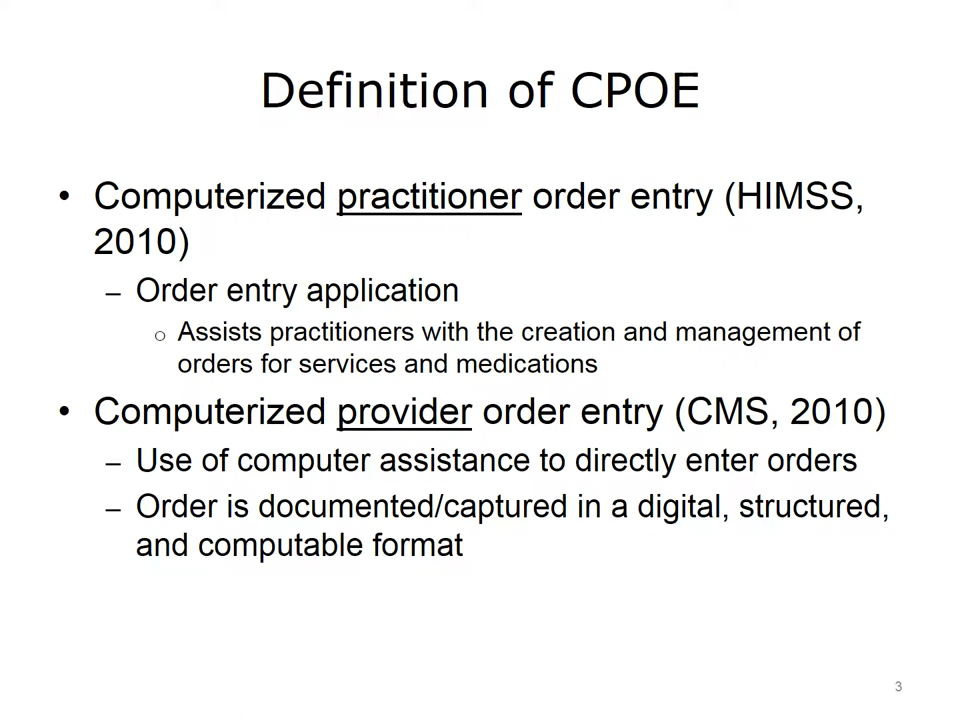 Definition of CPOE
• Computerized practitioner order entry (HIMSS,
2010)
– Order entry application
○ Assists practitioners with the creation and management of
orders for services and medications
• Computerized provider order entry (CMS, 2010)
– Use of computer assistance to directly enter orders
– Order is documented/captured in a digital, structured,
and computable format
3